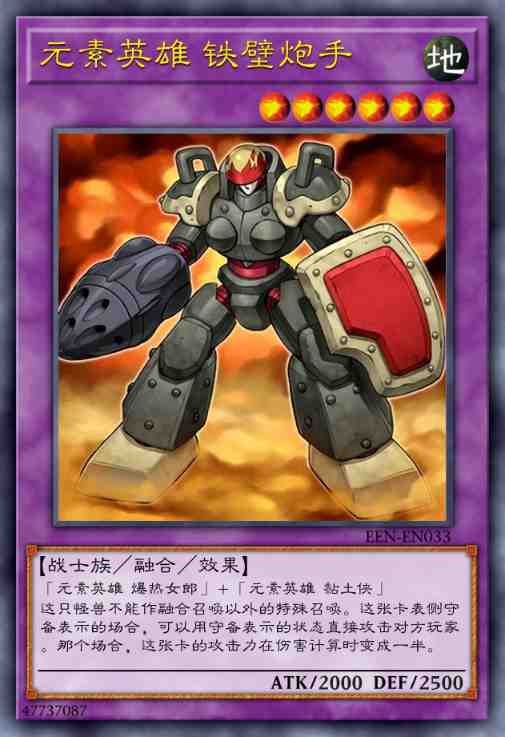 元素英雄 铁壁炮手
地
EEN-EN033
【战士族／融合／效果】
「元素英雄 爆热女郎」+「元素英雄 黏土侠」
这只怪兽不能作融合召唤以外的特殊召唤。这张卡表侧守
备表示的场合，可以用守备表示的状态直接攻击对方玩家
。那个场合，这张卡的攻击力在伤害计算时变成一半。
ATK/2000 DEF/2500
47737087